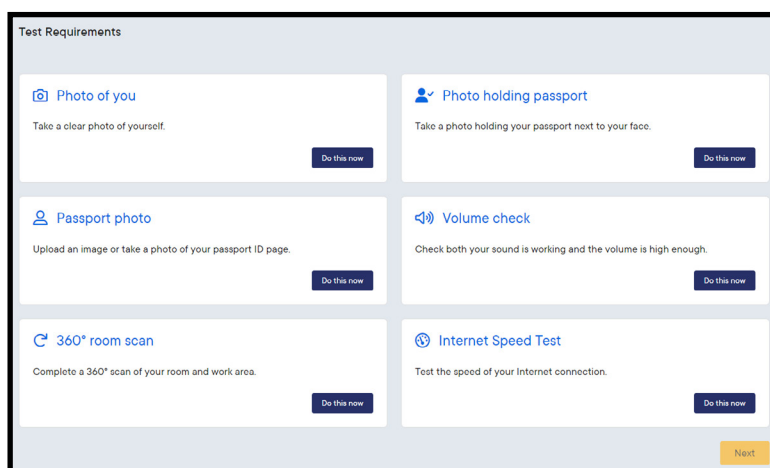 Test Requirements
Photo of you
Take a clear photo of yourself.
Do this now
Photo holding passport
Take a photo holding your passport next to your face.
Do this now
Passport photo
Upload an image or take a photo of your passport ID page.
Do this now
Volume check
Check both your sound is working and the volume is high enough.
Do this now
360° room scan
Complete a 360° scan of your room and work area.
Do this now
Internet Speed Test
Test the speed of your Internet connection.
Do this now
Next